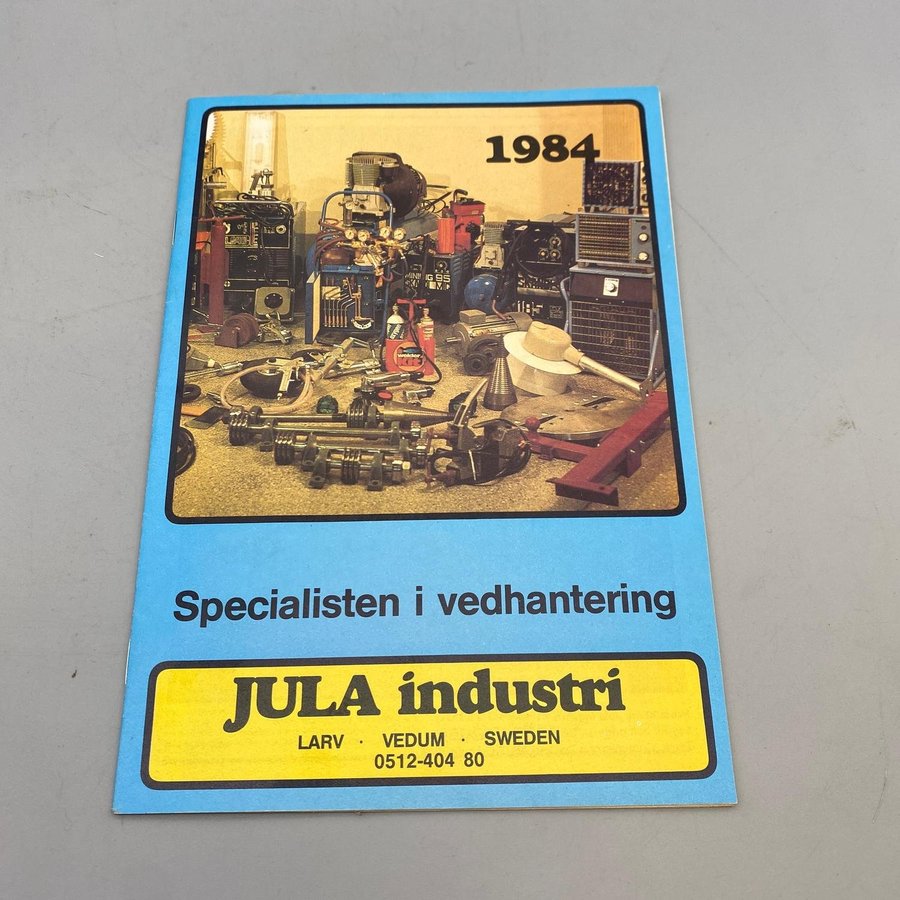 1984
Specialisten i vedhantering
JULA industri
LARV · VEDUM · SWEDEN
0512-404 80